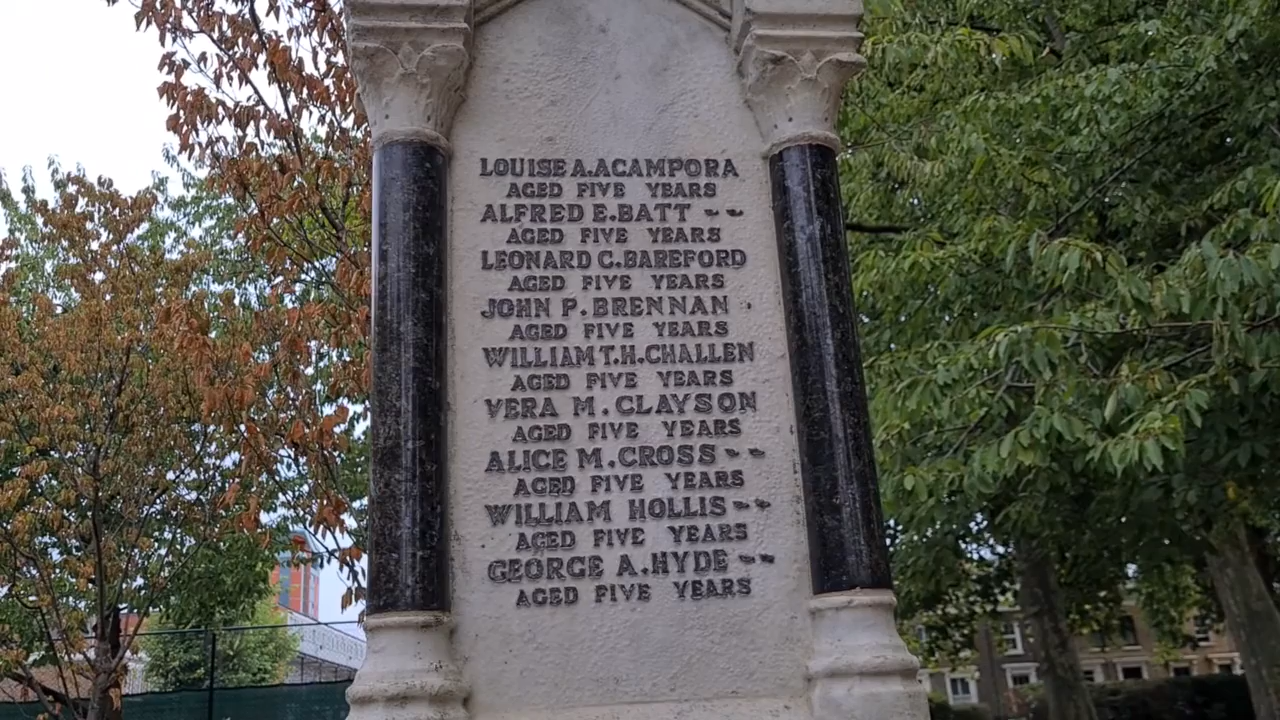 LOUISE A. ACAMPORA
AGED FIVE YEARS
ALFRED E. BATT - -
AGED FIVE YEARS
LEONARD C. BAREFORD
AGED FIVE YEARS
JOHN P. BRENNAN -
AGED FIVE YEARS
WILLIAM T.H. CHALLEN
AGED FIVE YEARS
VERA M. CLAYSON
AGED FIVE YEARS
ALICE M. CROSS - -
AGED FIVE YEARS
WILLIAM HOLLIS - -
AGED FIVE YEARS
GEORGE A. HYDE - -
AGED FIVE YEARS